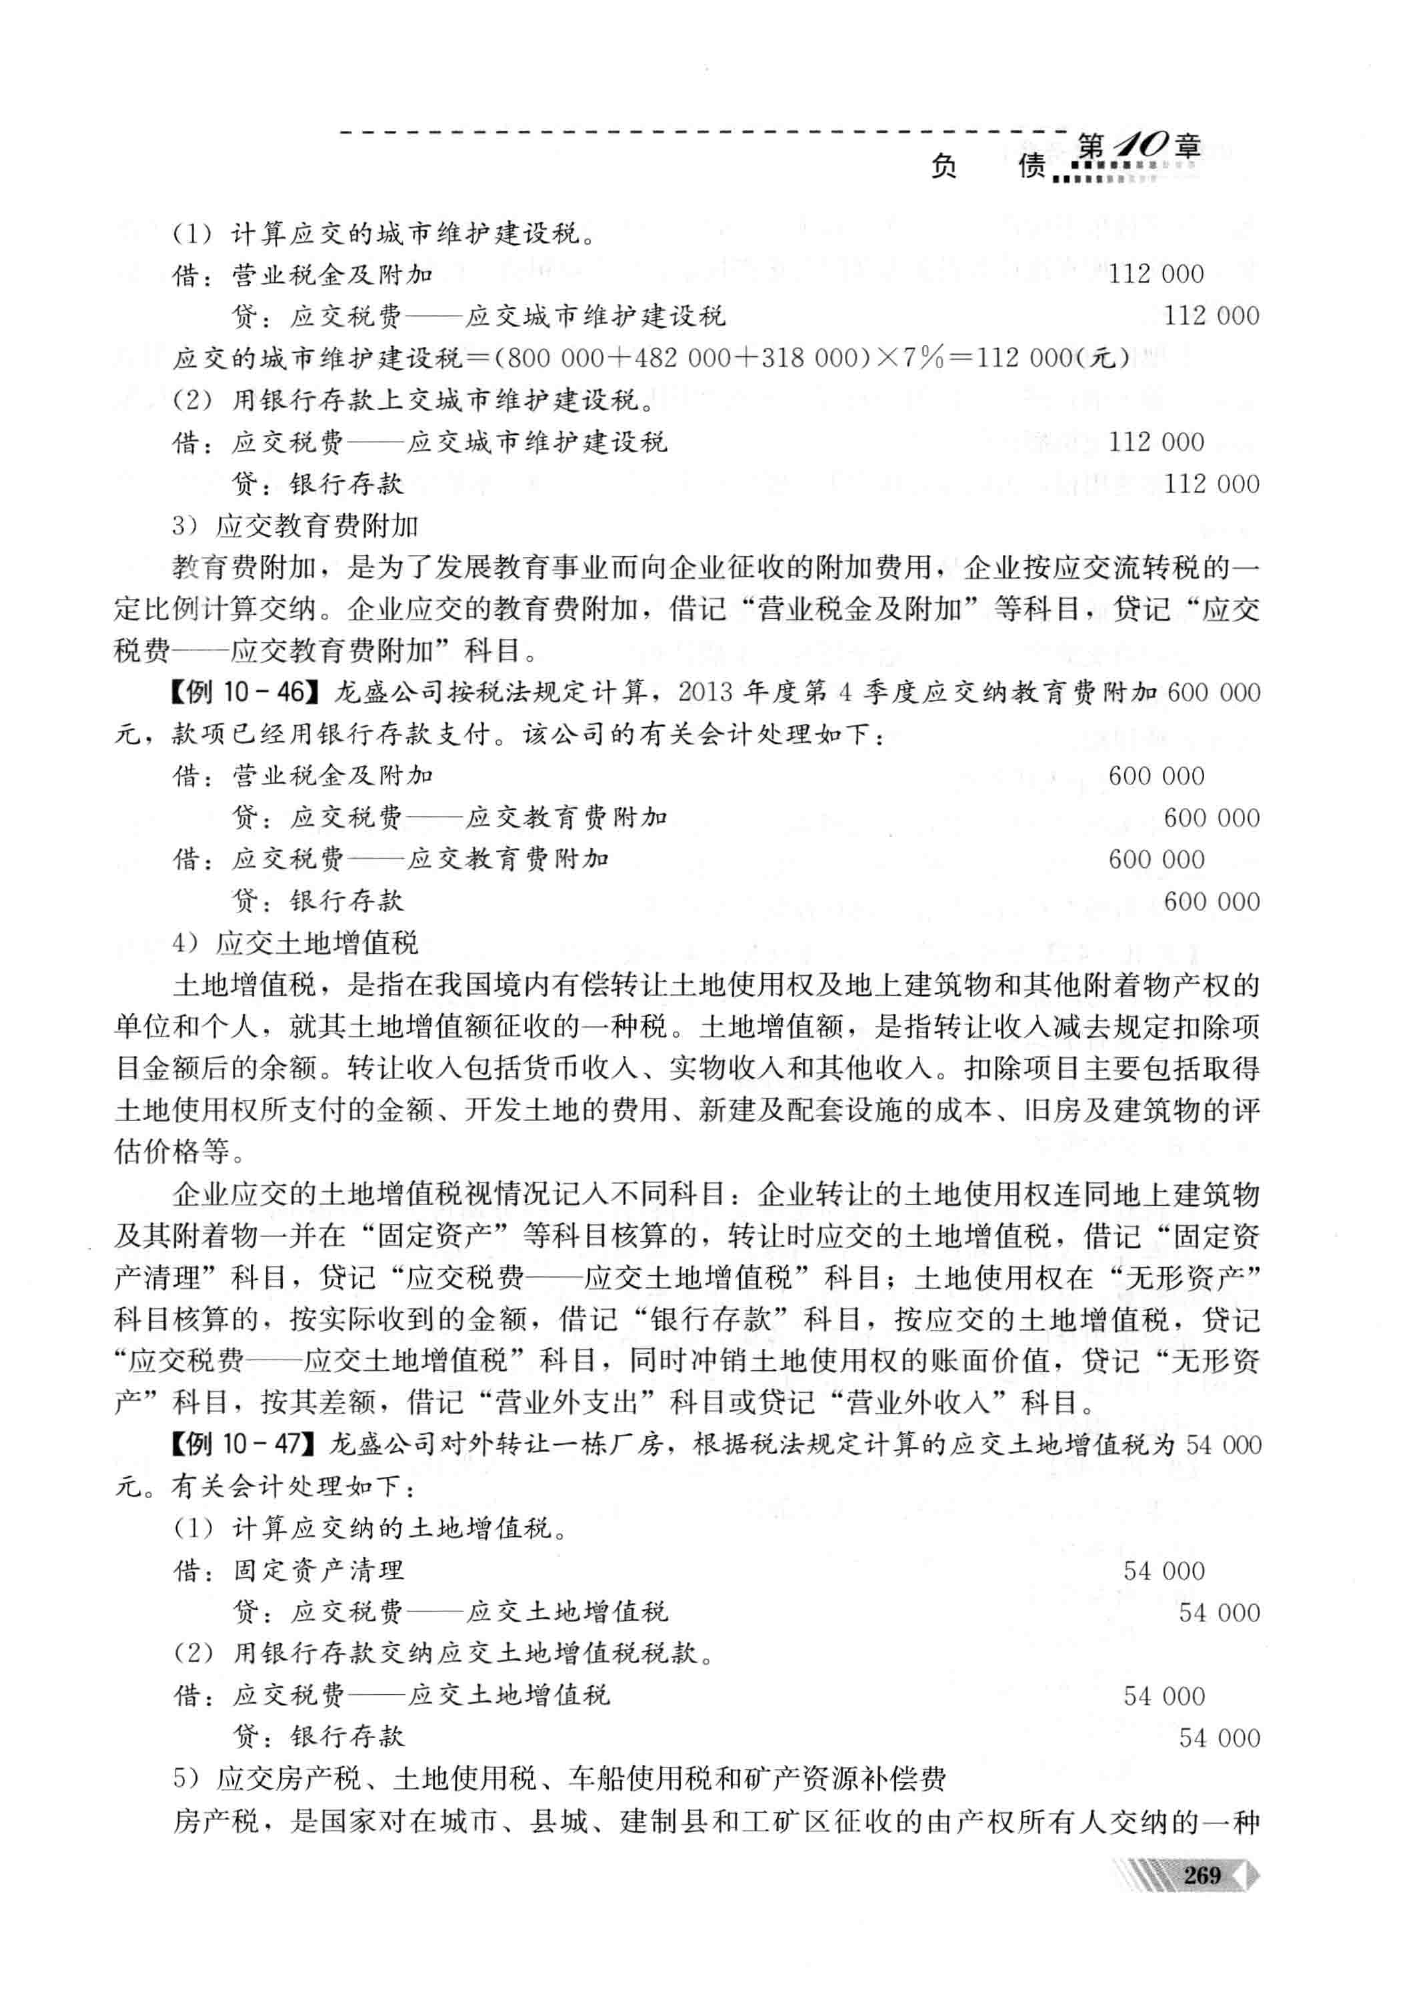 第10章
负 债
（1）计算应交的城市维护建设税。
借：营业税金及附加 112 000
贷：应交税费——应交城市维护建设税 112 000
应交的城市维护建设税=(800 000+482 000+318 000)×7%=112 000(元)
（2）用银行存款上交城市维护建设税。
借：应交税费——应交城市维护建设税 112 000
贷：银行存款 112 000
3）应交教育费附加
教育费附加，是为了发展教育事业而向企业征收的附加费用，企业按应交流转税的一
定比例计算交纳。企业应交的教育费附加，借记“营业税金及附加”等科目，贷记“应交
税费——应交教育费附加”科目。
【例 10-46】龙盛公司按税法规定计算，2013 年度第 4 季度应交纳教育费附加 600 000
元，款项已经用银行存款支付。该公司的有关会计处理如下：
借：营业税金及附加 600 000
贷：应交税费——应交教育费附加 600 000
借：应交税费——应交教育费附加 600 000
贷：银行存款 600 000
4）应交土地增值税
土地增值税，是指在我国境内有偿转让土地使用权及地上建筑物和其他附着物产权的
单位和个人，就其土地增值额征收的一种税。土地增值额，是指转让收入减去规定扣除项
目金额后的余额。转让收入包括货币收入、实物收入和其他收入。扣除项目主要包括取得
土地使用权所支付的金额、开发土地的费用、新建及配套设施的成本、旧房及建筑物的评
估价格等。
企业应交的土地增值税视情况记入不同科目：企业转让的土地使用权连同地上建筑物
及其附着物一并在“固定资产”等科目核算的，转让时应交的土地增值税，借记“固定资
产清理”科目，贷记“应交税费——应交土地增值税”科目；土地使用权在“无形资产”
科目核算的，按实际收到的金额，借记“银行存款”科目，按应交的土地增值税，贷记
“应交税费——应交土地增值税”科目，同时冲销土地使用权的账面价值，贷记“无形资
产”科目，按其差额，借记“营业外支出”科目或贷记“营业外收入”科目。
【例 10-47】龙盛公司对外转让一栋厂房，根据税法规定计算的应交土地增值税为 54 000
元。有关会计处理如下：
（1）计算应交纳的土地增值税。
借：固定资产清理 54 000
贷：应交税费——应交土地增值税 54 000
（2）用银行存款交纳应交土地增值税税款。
借：应交税费——应交土地增值税 54 000
贷：银行存款 54 000
5）应交房产税、土地使用税、车船使用税和矿产资源补偿费
房产税，是国家对在城市、县城、建制县和工矿区征收的由产权所有人交纳的一种
269